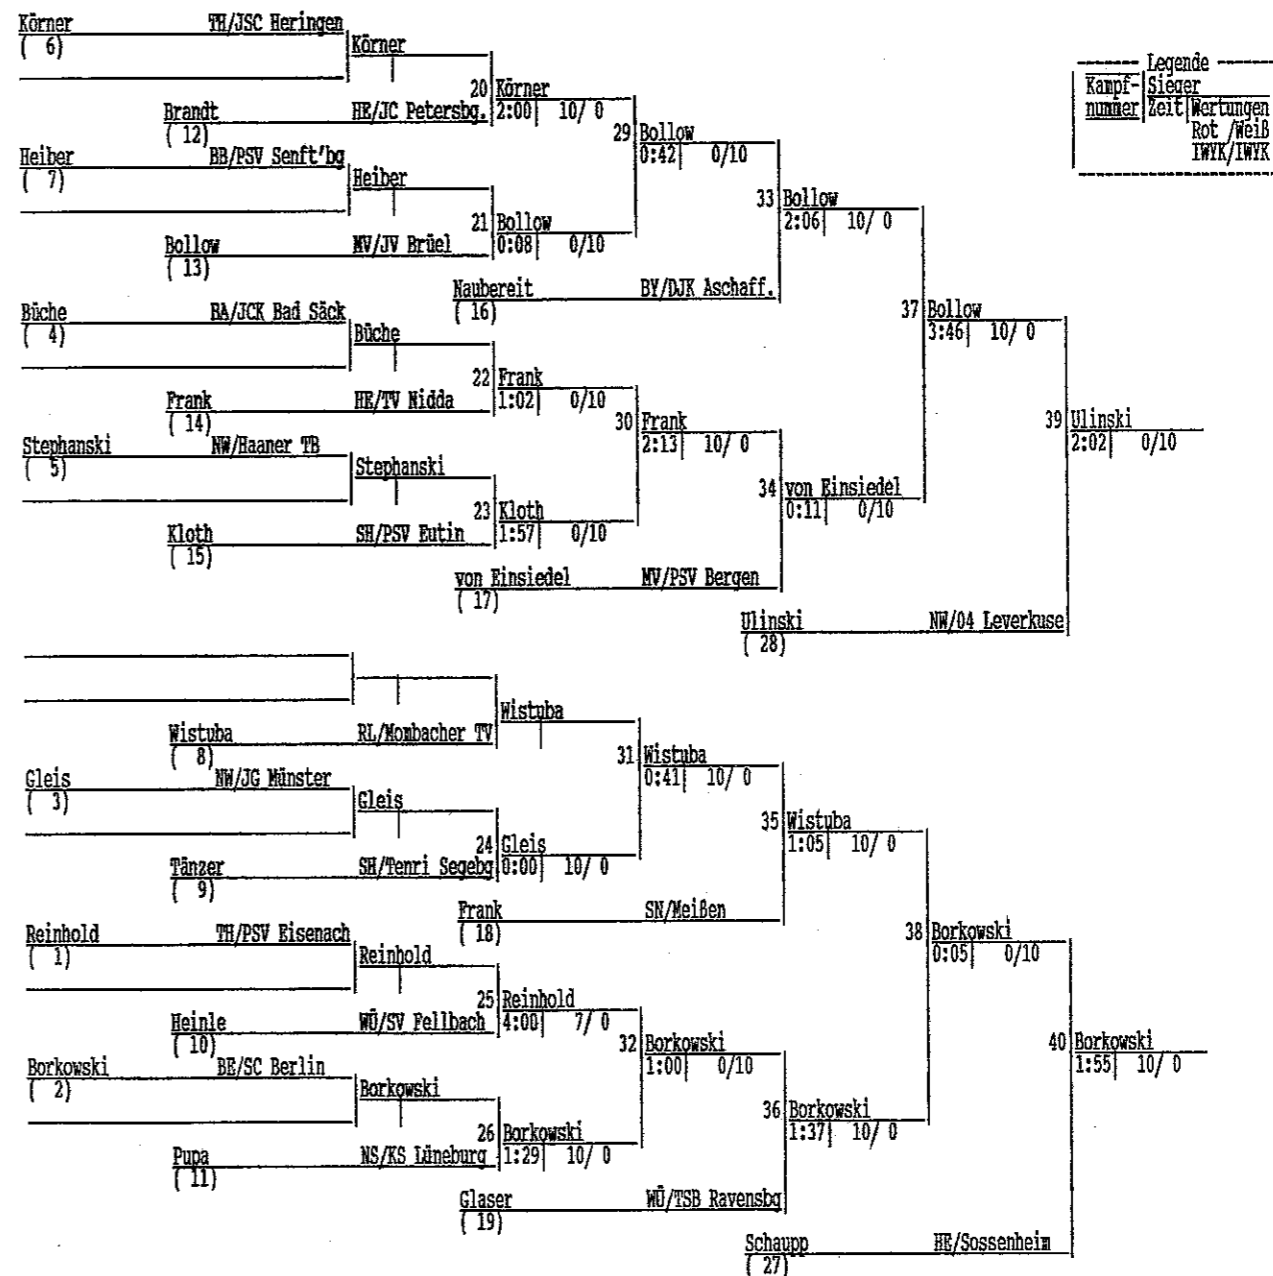 Körner TH/JSC Heringen
( 6) Körner
Legende
20 Körner
Kampf- Sieger
Brandt HE/JC Petersbg. 2:00 10/ 0
nummer Zeit Wertungen
( 12) 29 Bollow
Rot /Weiß
Heiber BB/PSV Senft'bg 0:42 0/10
IWYK/IWYK
( 7) Heiber
33 Bollow
21 Bollow 2:06 10/ 0
Bollow MV/JV Brüel 0:08 0/10
( 13)
Naubereit BY/DJK Aschaff.
Büche BA/JCK Bad Säck ( 16) 37 Bollow
( 4) Büche 3:46 10/ 0
22 Frank
Frank HE/TV Nidda 1:02 0/10
( 14) 30 Frank 39 Ulinski
Stephanski NW/Haaner TB 2:13 10/ 0 2:02 0/10
( 5) Stephanski
34 von Einsiedel
23 Kloth 0:11 0/10
Kloth SH/PSV Eutin 1:57 0/10
( 15)
von Einsiedel MV/PSV Bergen
( 17)
Ulinski NW/04 Leverkuse
( 28)
Wistuba
Wistuba RL/Mombacher TV
( 8) 31 Wistuba
Gleis NW/JG Münster 0:41 10/ 0
( 3) Gleis
35 Wistuba
24 Gleis 1:05 10/ 0
Tänzer SH/Tenri Segebg 0:00 10/ 0
( 9)
Frank SN/Meißen
Reinhold TH/PSV Eisenach ( 18) 38 Borkowski
( 1) Reinhold 0:05 0/10
25 Reinhold
Heinle WÜ/SV Fellbach 4:00 7/ 0
( 10) 32 Borkowski 40 Borkowski
Borkowski BE/SC Berlin 1:00 0/10 1:55 10/ 0
( 2) Borkowski
36 Borkowski
26 Borkowski 1:37 10/ 0
Pupa NS/KS Lüneburg 1:29 10/ 0
( 11)
Glaser WÜ/TSB Ravensbg
( 19)
Schaupp HE/Sossenheim
( 27)